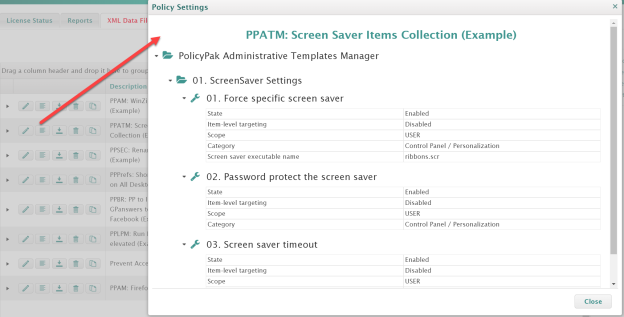 Policy Settings
License Status Reports XML Data Fil
PPATM: Screen Saver Items Collection (Example)
PolicyPak Administrative Templates Manager
Drag a column header and drop it here to group
Description
01. ScreenSaver Settings
PPAM: WinZi
(Example)
01. Force specific screen saver
State Enabled
Item-level targeting Disabled
Scope USER
Category Control Panel / Personalization
Screen saver executable name ribbons.scr
PPATM: Scre
Collection (E
PPSEC: Rena
(Example)
PPPrefs: Sho
on All Deskt
02. Password protect the screen saver
State Enabled
Item-level targeting Disabled
Scope USER
Category Control Panel / Personalization
PPBR: PP to
GPanswers t
Facebook (Ex
PPLPM: Run
elevated (Exa
03. Screen saver timeout
State Enabled
Item-level targeting Disabled
Scope USER
Prevent Acce
PPAM: Firefo
Close